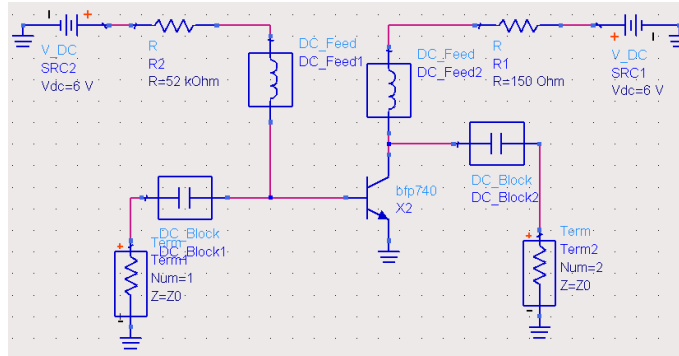 V_DC
SRC2
Vdc=6 V
R
R2
R=52 kOhm
DC_Feed
DC_Feed1
DC_Feed
DC_Feed2
R
R1
R=150 Ohm
V_DC
SRC1
Vdc=6 V
bfp740
X2
DC_Block
DC_Block2
DC_Block
DC_Block1
Term
Term1
Num=1
Z=Z0
Term
Term2
Num=2
Z=Z0